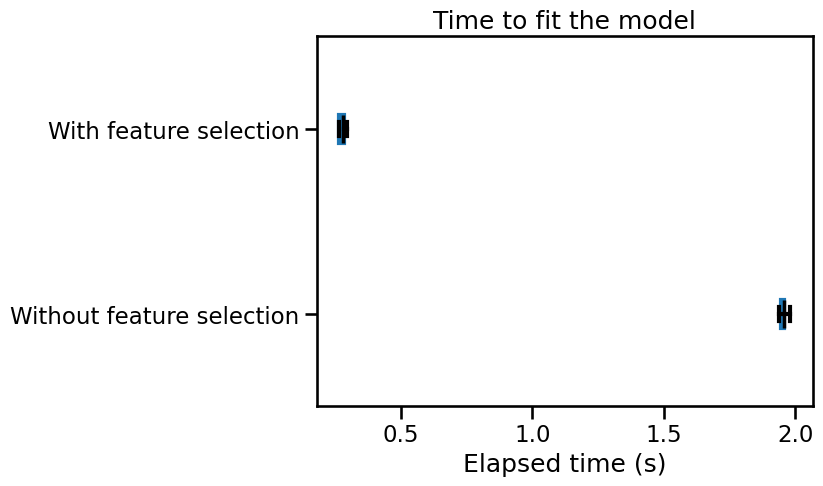 Time to fit the model
With feature selection
Without feature selection
0.5 1.0 1.5 2.0
Elapsed time (s)